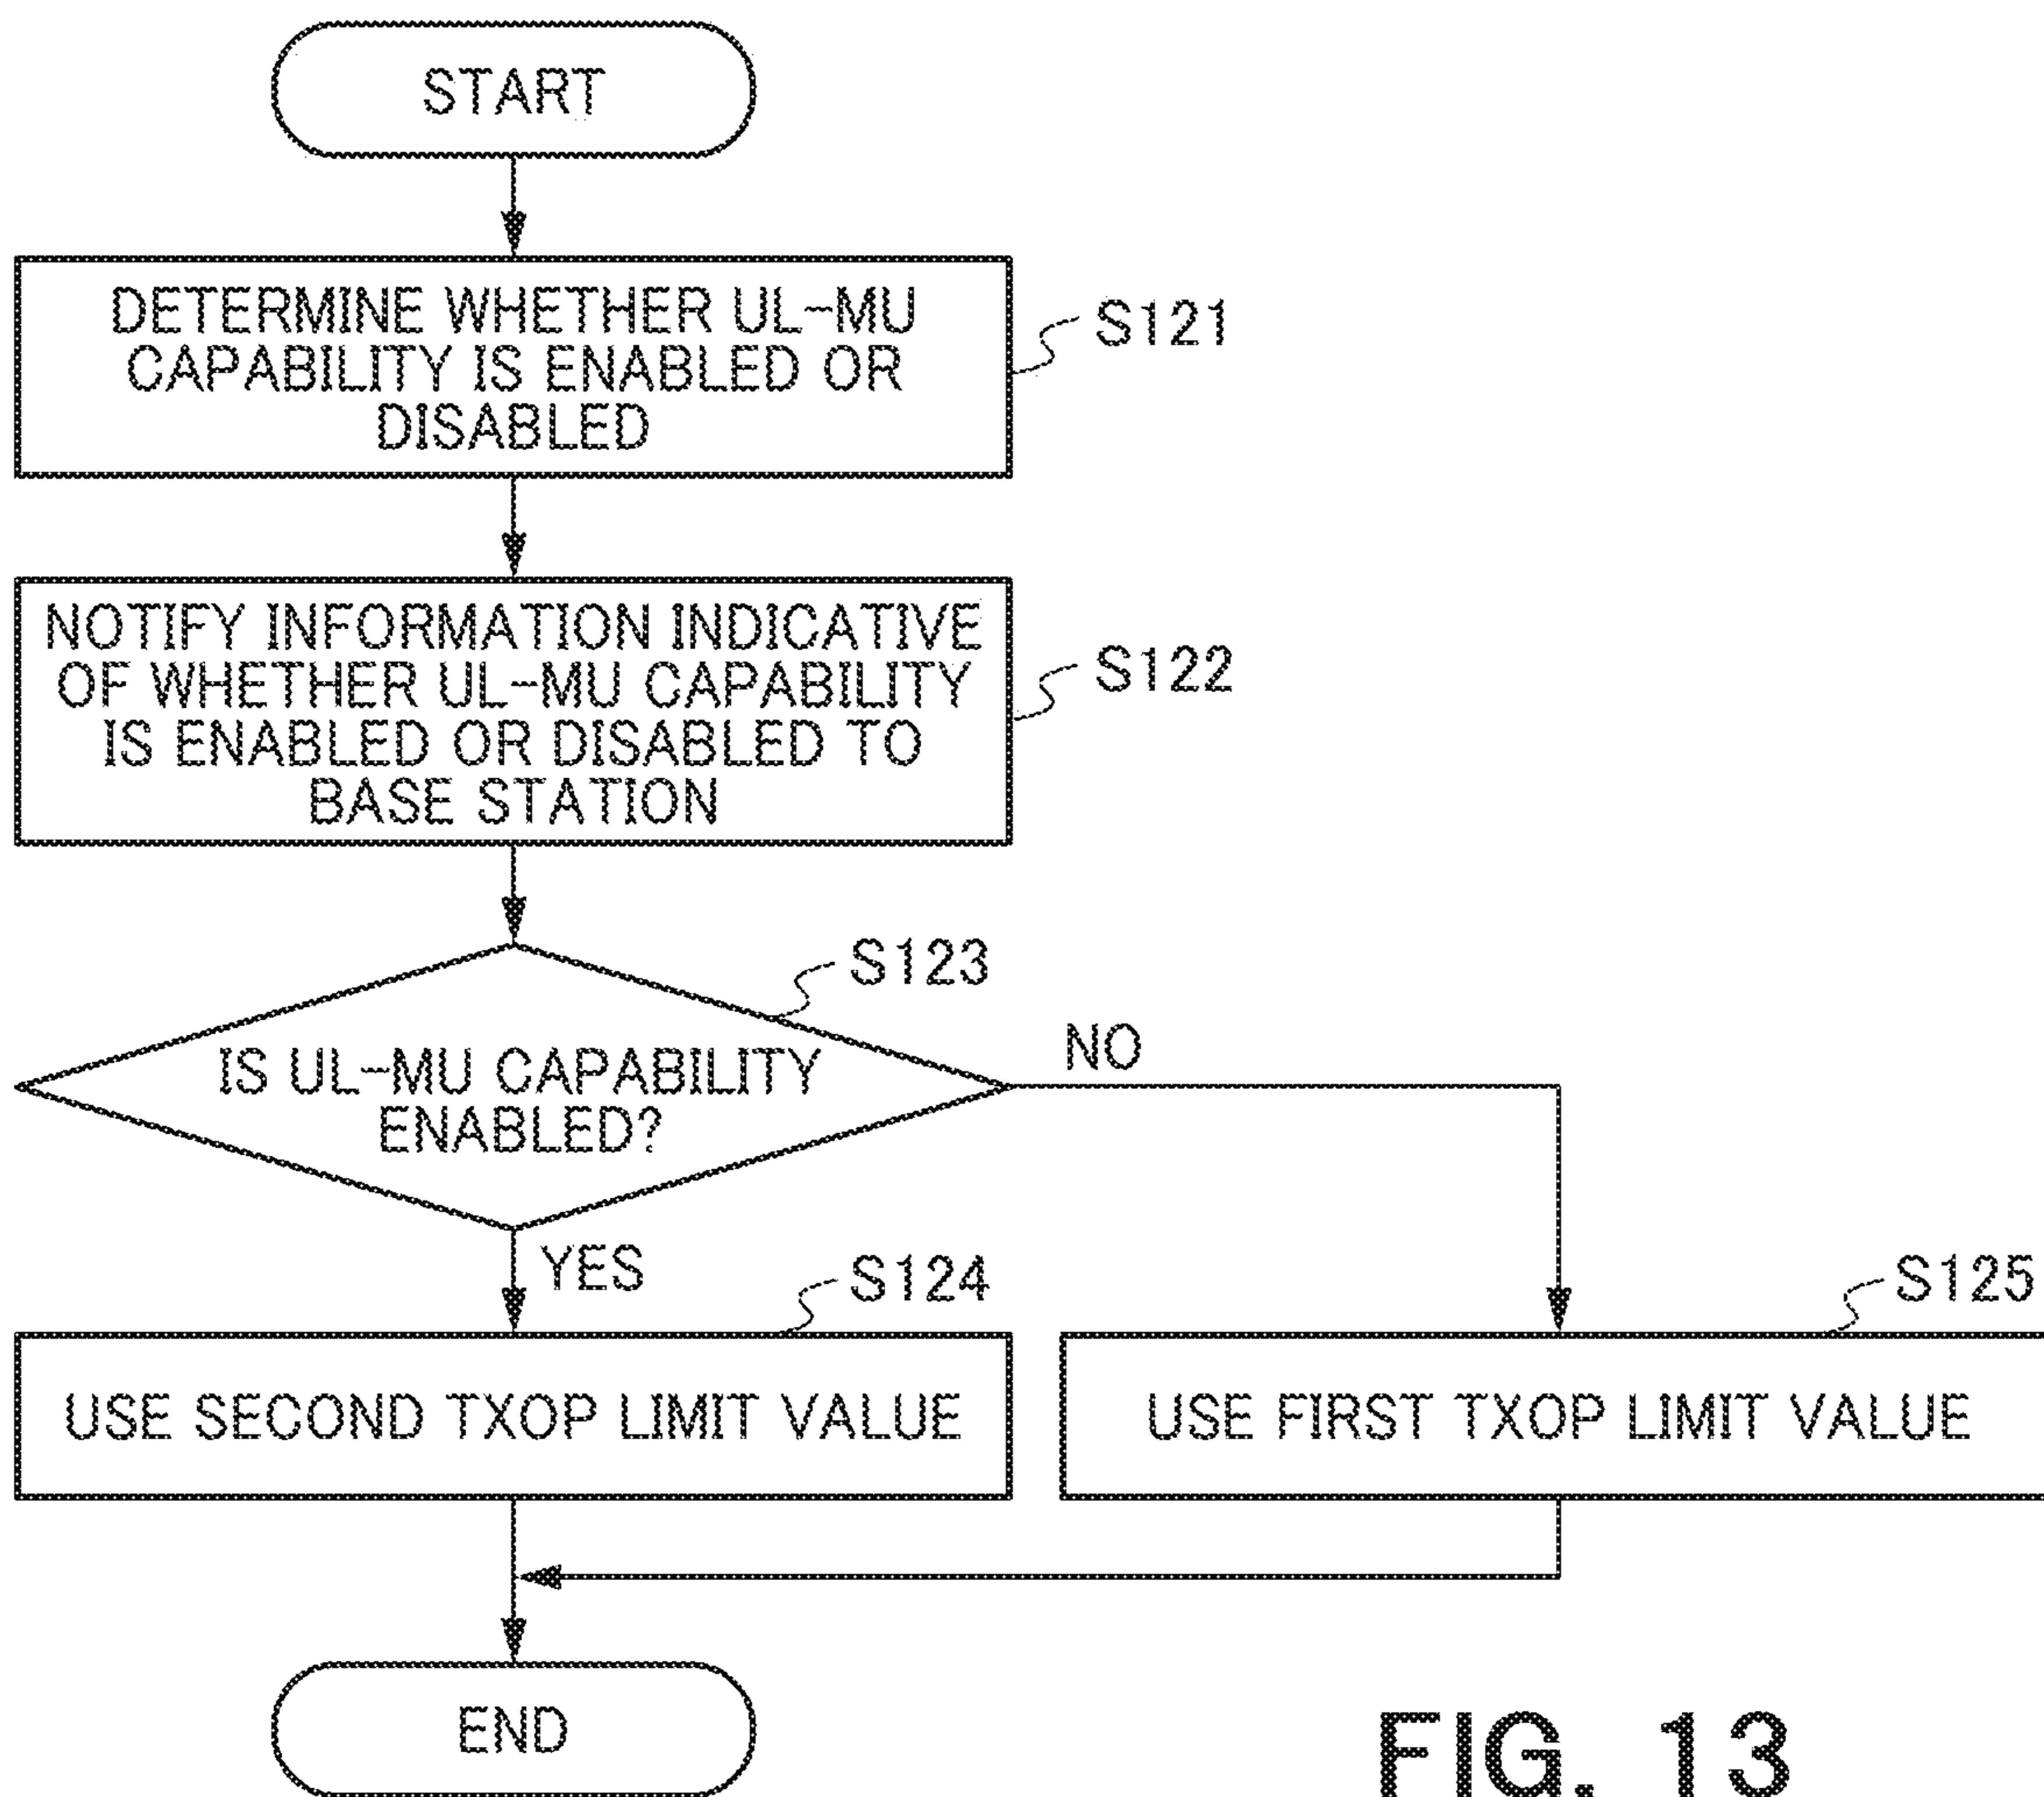 START
DETERMINE WHETHER UL-MU
CAPABILITY IS ENABLED OR
DISABLED
S121
NOTIFY INFORMATION INDICATIVE
OF WHETHER UL-MU CAPABILITY
IS ENABLED OR DISABLED TO
BASE STATION
S122
S123
IS UL-MU CAPABILITY
ENABLED?
NO
YES
S124
USE SECOND TXOP LIMIT VALUE
S125
USE FIRST TXOP LIMIT VALUE
END
FIG. 13